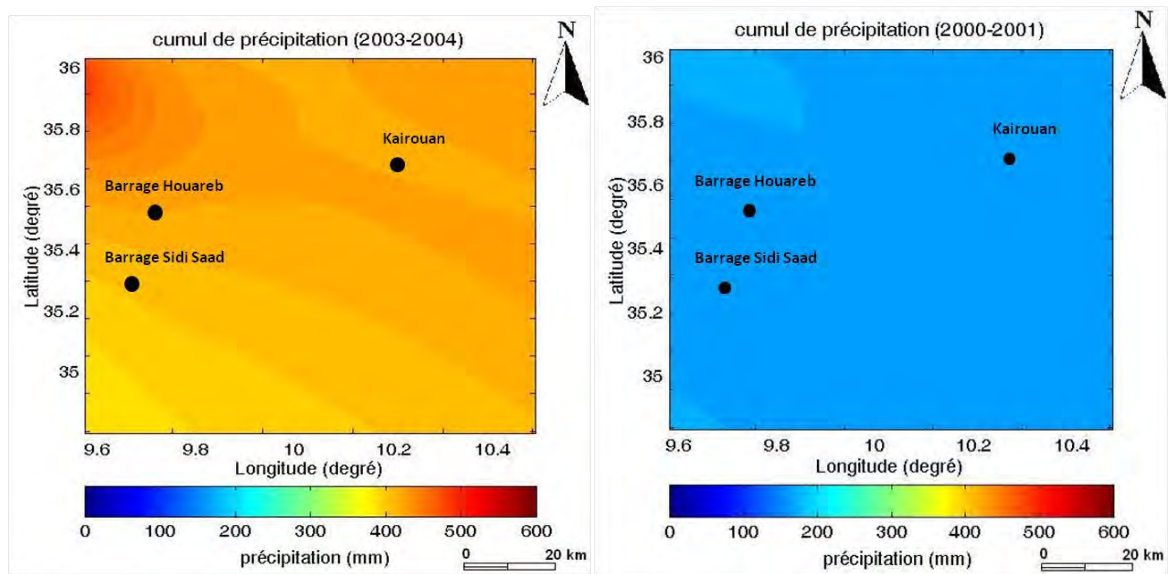 cumul de précipitation (2003-2004)
N
36
35.8
35.6
35.4
35.2
35
Latitude (degré)
Kairouan
Barrage Houareb
Barrage Sidi Saad
9.6 9.8 10 10.2 10.4
Longitude (degré)
0 100 200 300 400 500 600
précipitation (mm)
0 20 km
cumul de précipitation (2000-2001)
N
36
35.8
35.6
35.4
35.2
35
Latitude (degré)
Kairouan
Barrage Houareb
Barrage Sidi Saad
9.6 9.8 10 10.2 10.4
Longitude (degré)
0 100 200 300 400 500 600
précipitation (mm)
0 20 km